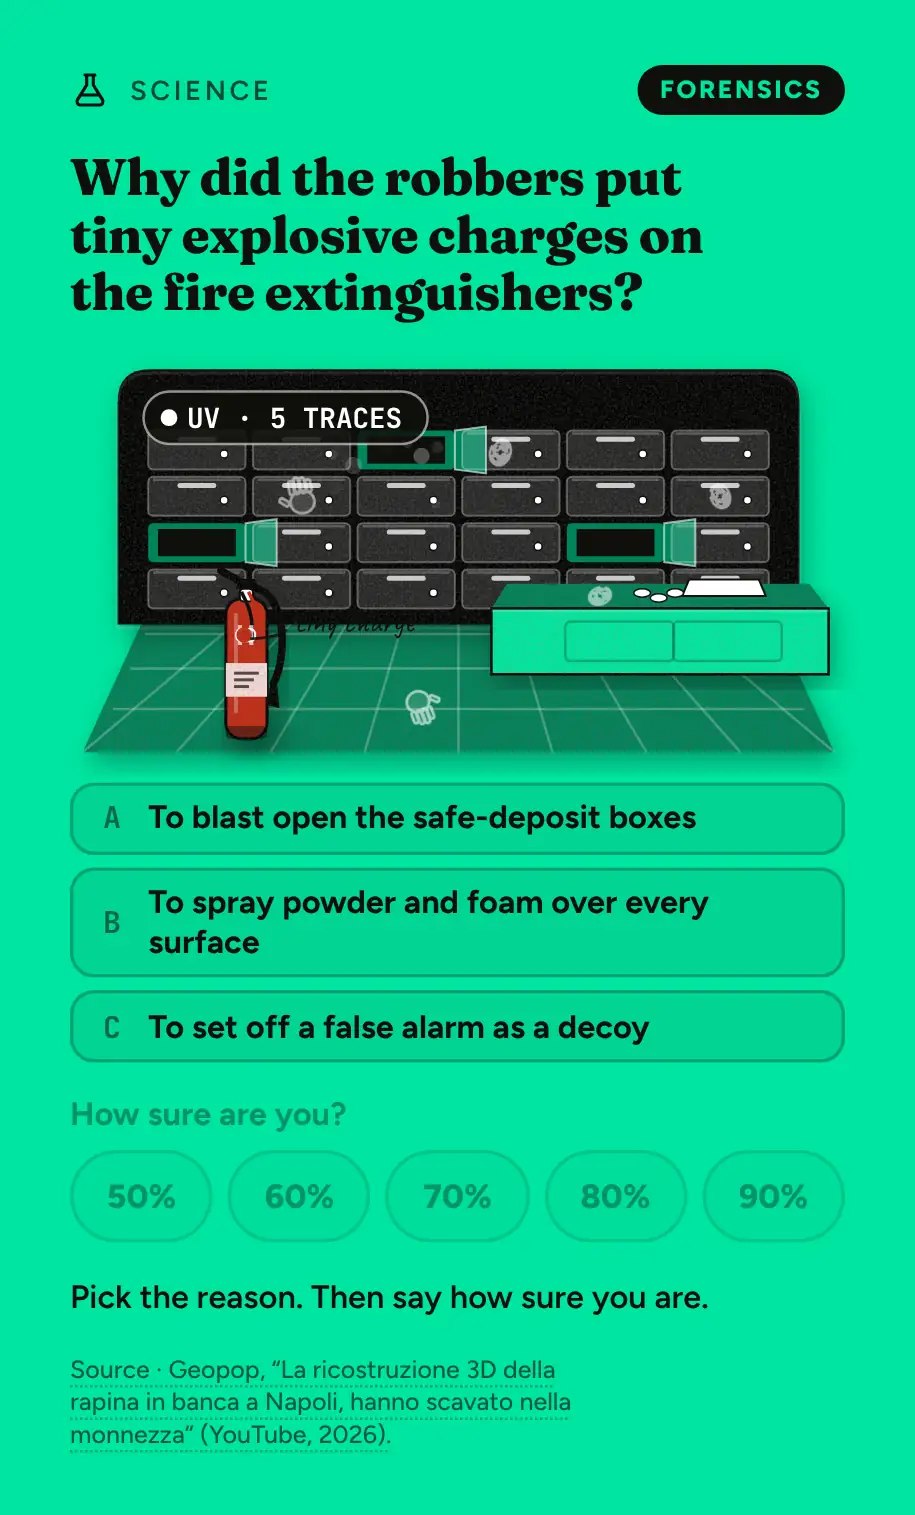 SCIENCE
FORENSICS
Why did the robbers put
tiny explosive charges on
the fire extinguishers?
UV · 5 TRACES
tiny charge
A To blast open the safe-deposit boxes
B To spray powder and foam over every
surface
C To set off a false alarm as a decoy
How sure are you?
50% 60% 70% 80% 90%
Pick the reason. Then say how sure you are.
Source · Geopop, “La ricostruzione 3D della
rapina in banca a Napoli, hanno scavato nella
monnezza” (YouTube, 2026).